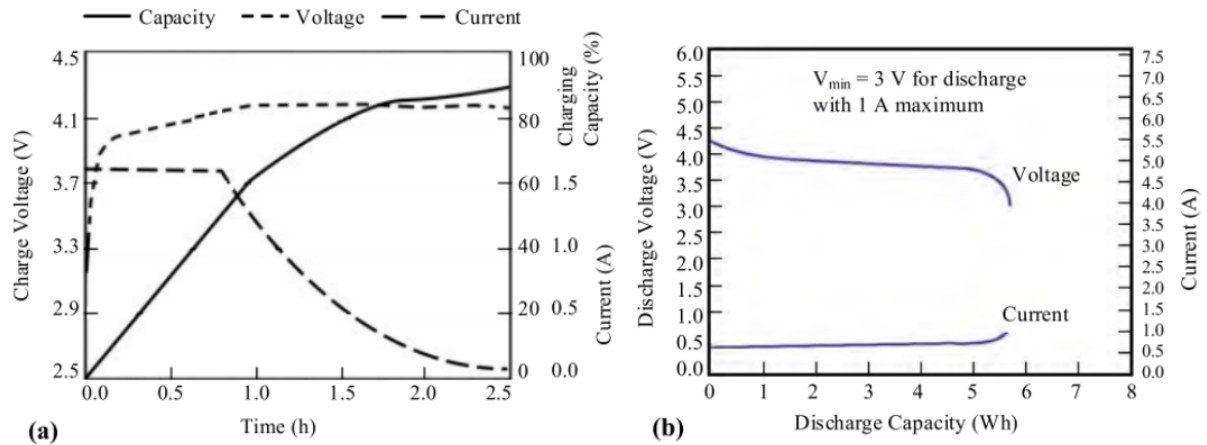 Capacity Voltage Current
4.5
4.1
3.7
3.3
2.9
2.5
Charge Voltage (V)
0.0 0.5 1.0 1.0 2.0 2.5
Time (h)
100
80
60
40
20
0
Charging
Capacity (%)
1.5
1.0
0.5
0.0
Current (A)
(a)
6.0
5.5
5.0
4.5
4.0
3.5
3.0
2.5
2.0
1.5
1.0
0.5
0.0
Discharge Voltage (V)
Vmin = 3 V for discharge
with 1 A maximum
Voltage
Current
0 1 2 3 4 5 6 7 8
Discharge Capacity (Wh)
7.5
7.0
6.5
6.0
5.5
5.0
4.5
4.0
3.5
3.0
2.5
2.0
1.5
1.0
0.5
0.0
Current (A)
(b)